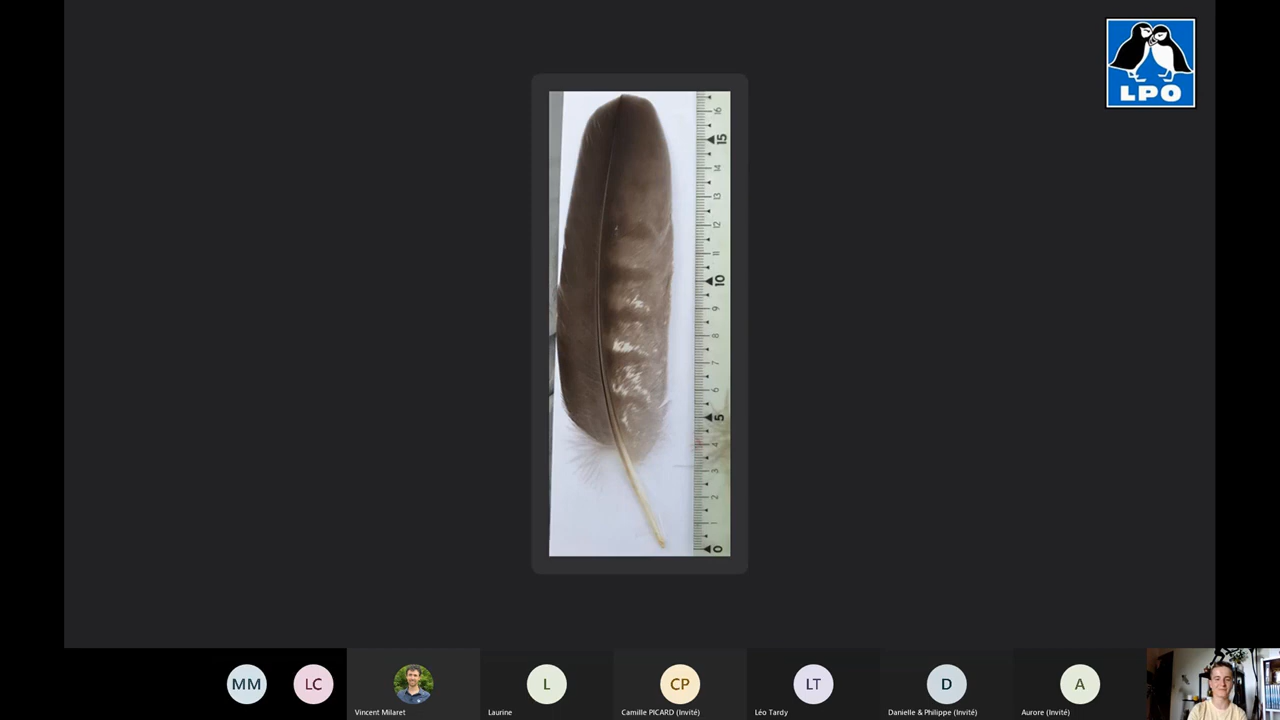 LPO
16
15
14
13
12
11
10
9
8
7
6
5
4
3
2
1
0
MM
LC
Vincent Milaret
Laurine
L
Camille PICARD (Invité)
CP
Léo Tardy
LT
Danielle & Philippe (Invité)
D
Aurore (Invité)
A